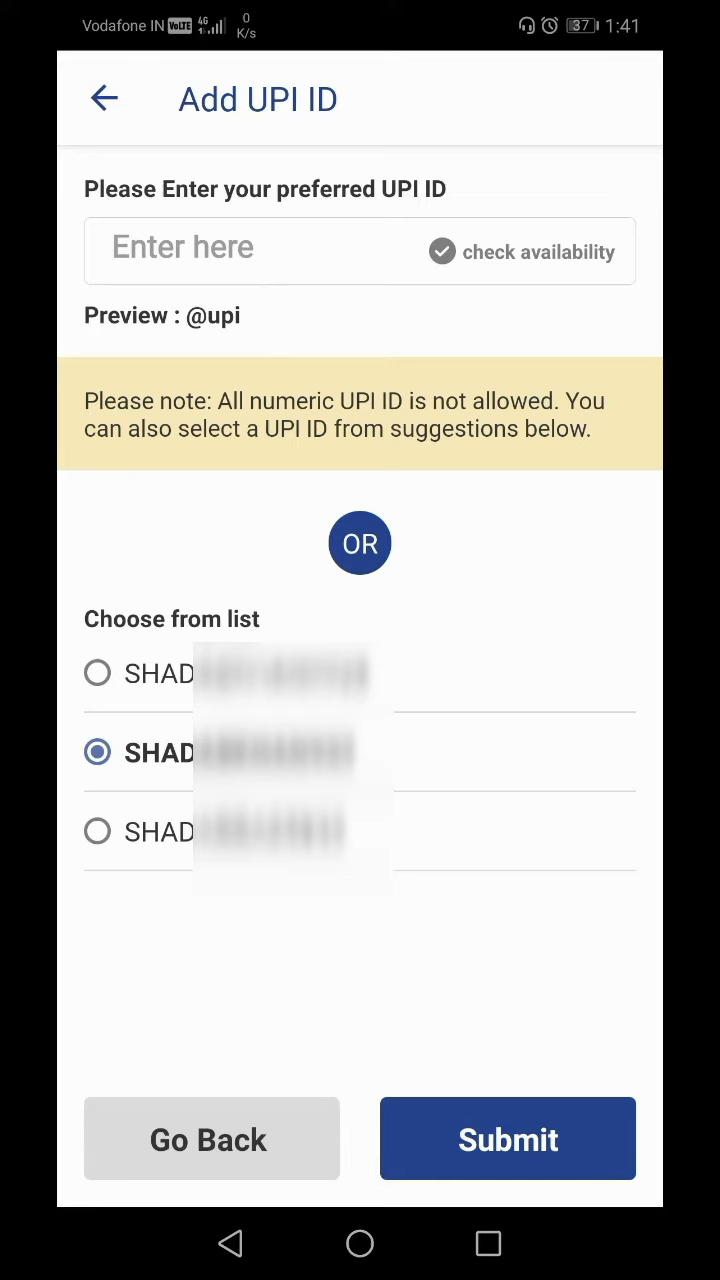 Vodafone IN VoLTE 4G 0 K/s 37 1:41
Add UPI ID
Please Enter your preferred UPI ID
Enter here check availability
Preview : @upi
Please note: All numeric UPI ID is not allowed. You
can also select a UPI ID from suggestions below.
OR
Choose from list
SHAD
SHAD
SHAD
Go Back Submit